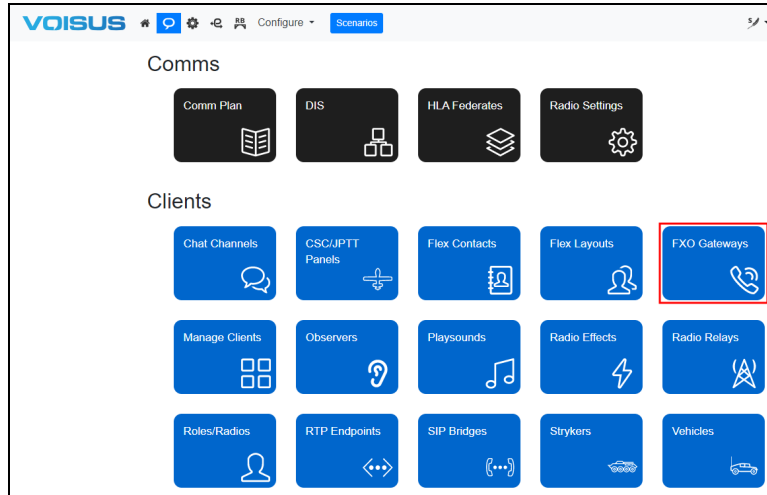 VOISUS RB Configure Scenarios S
Comms
Comm Plan DIS HLA Federates Radio Settings
Clients
Chat Channels CSC/JPTT Flex Contacts Flex Layouts FXO Gateways
Panels
Manage Clients Observers Playsounds Radio Effects Radio Relays
Roles/Radios RTP Endpoints SIP Bridges Strykers Vehicles